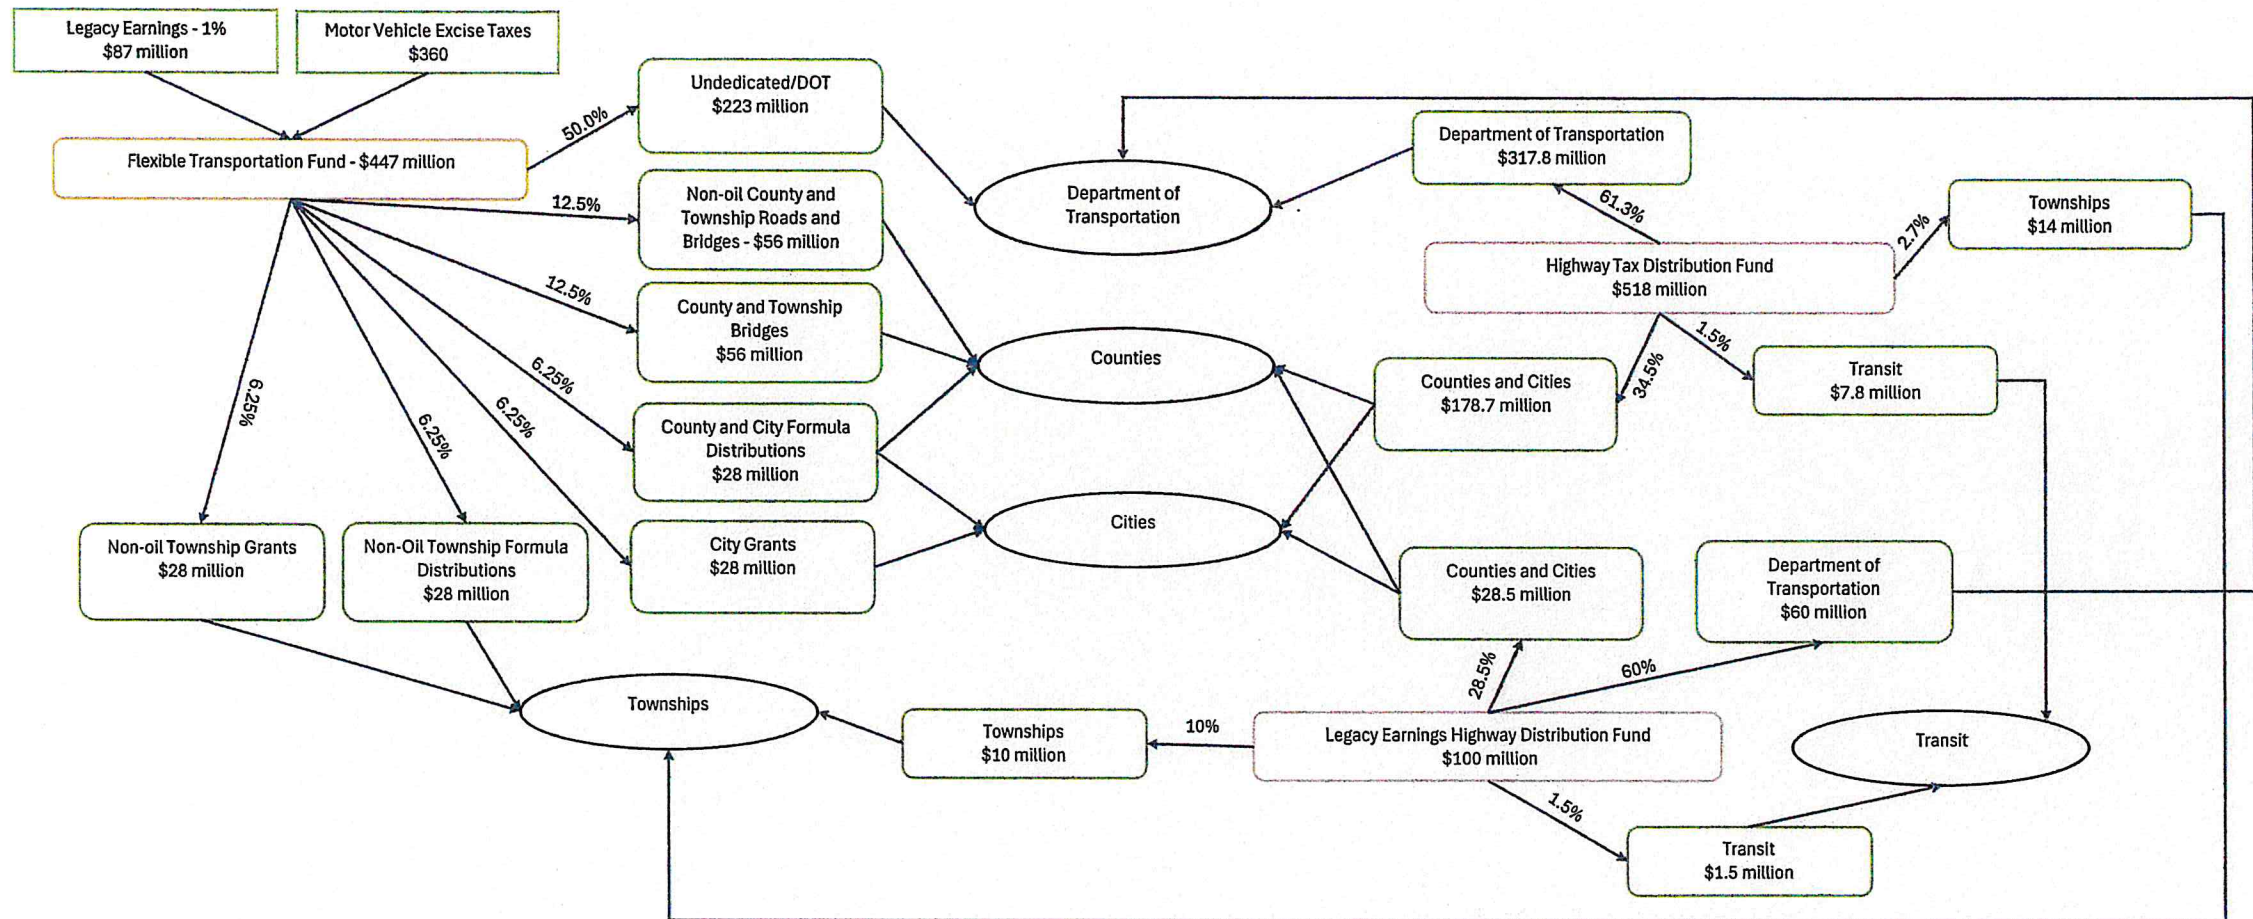 Legacy Earnings - 1%
$87 million
Motor Vehicle Excise Taxes
$360
Flexible Transportation Fund - $447 million
50.0%
Undedicated/DOT
$223 million
12.5%
Non-oil County and
Township Roads and
Bridges - $56 million
12.5%
County and Township
Bridges
$56 million
6.25%
County and City Formula
Distributions
$28 million
6.25%
City Grants
$28 million
6.25%
Non-Oil Township Formula
Distributions
$28 million
6.25%
Non-oil Township Grants
$28 million
Department of
Transportation
Counties
Cities
Townships
Department of Transportation
$317.8 million
61.3%
Townships
$14 million
2.7%
Highway Tax Distribution Fund
$518 million
34.5%
1.5%
Counties and Cities
$178.7 million
Transit
$7.8 million
Counties and Cities
$28.5 million
Department of
Transportation
$60 million
28.5%
60%
Townships
$10 million
10%
Legacy Earnings Highway Distribution Fund
$100 million
Transit
1.5%
Transit
$1.5 million